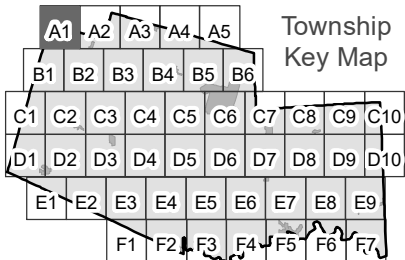 Township
Key Map
A1 A2 A3 A4 A5
B1 B2 B3 B4 B5 B6
C1 C2 C3 C4 C5 C6 C7 C8 C9 C10
D1 D2 D3 D4 D5 D6 D7 D8 D9 D10
E1 E2 E3 E4 E5 E6 E7 E8 E9
F1 F2 F3 F4 F5 F6 F7